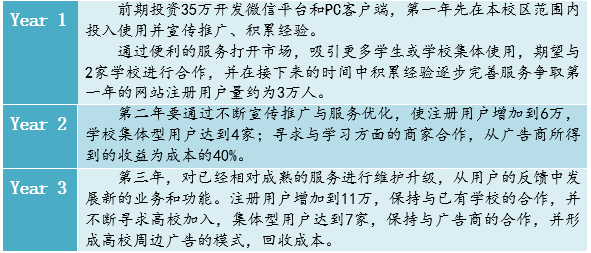 Year 1
前期投资35万开发微信平台和PC客户端，第一年先在本校区范围内
投入使用并宣传推广、积累经验。
通过便利的服务打开市场，吸引更多学生或学校集体使用，期望与
2家学校进行合作，并在接下来的时间中积累经验逐步完善服务争取第
一年的网站注册用户量约为3万人。
Year 2
第二年要通过不断宣传推广与服务优化，使注册用户增加到6万，
学校集体型用户达到4家；寻求与学习方面的商家合作，从广告商所得
到的收益为成本的40%。
Year 3
第三年，对已经相对成熟的服务进行维护升级，从用户的反馈中发
展新的业务和功能。注册用户增加到11万，保持与已有学校的合作，并
不断寻求高校加入，集体型用户达到7家，保持与广告商的合作，并形
成高校周边广告的模式，回收成本。